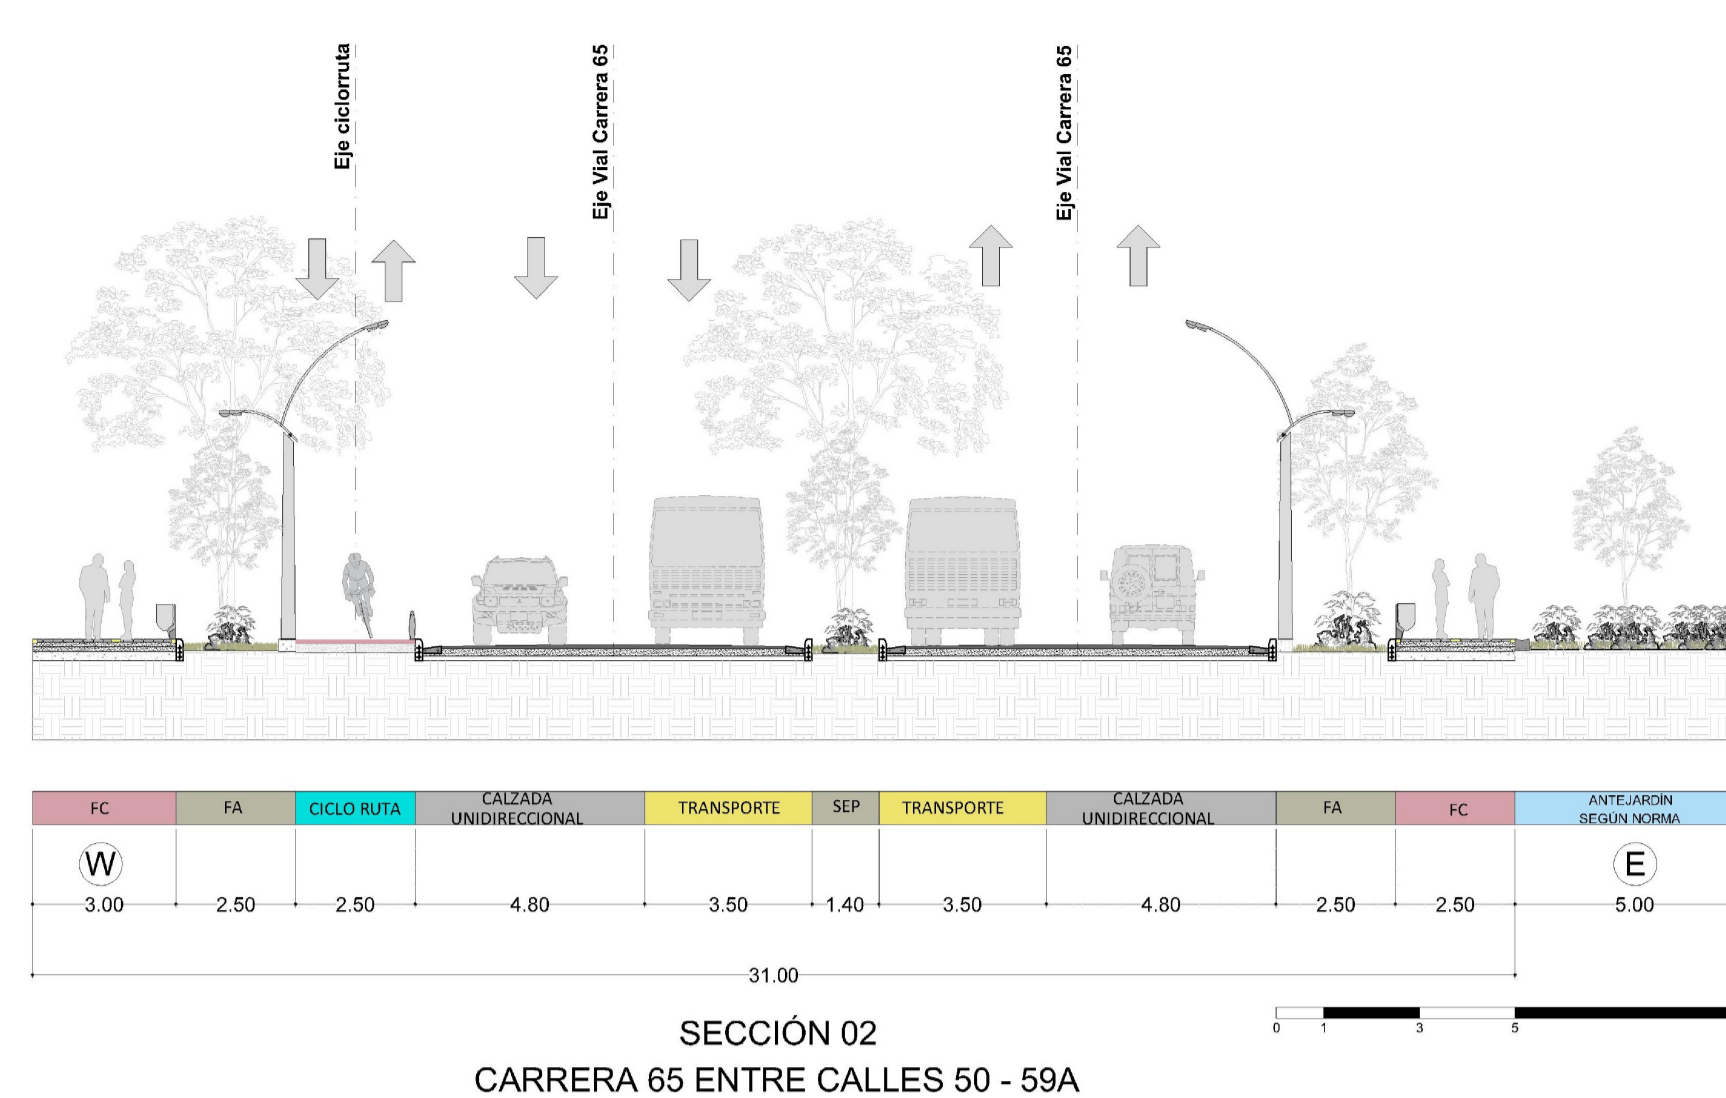 Eje ciclorruta
Eje Vial Carrera 65
Eje Vial Carrera 65
FC
FA
CICLO RUTA
CALZADA
UNIDIRECCIONAL
TRANSPORTE
SEP
TRANSPORTE
CALZADA
UNIDIRECCIONAL
FA
FC
ANTEJARDÍN
SEGÚN NORMA
W
E
3.00
2.50
2.50
4.80
3.50
1.40
3.50
4.80
2.50
2.50
5.00
31.00
0 1 3 5
SECCIÓN 02
CARRERA 65 ENTRE CALLES 50 - 59A